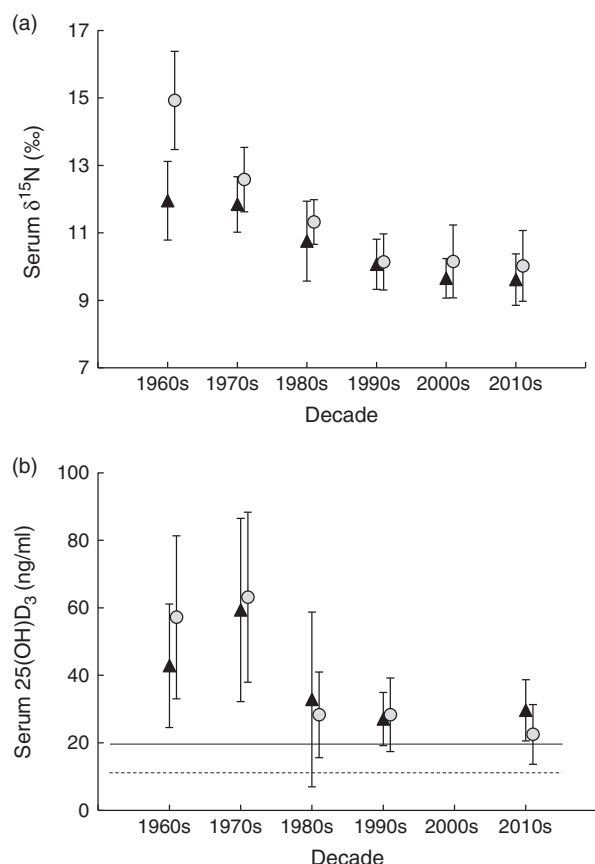 (a)
17
15
13
11
9
7
Serum δ¹⁵N (‰)
1960s 1970s 1980s 1990s 2000s 2010s
Decade
(b)
100
80
60
40
20
0
Serum 25(OH)D₃ (ng/ml)
1960s 1970s 1980s 1990s 2000s 2010s
Decade